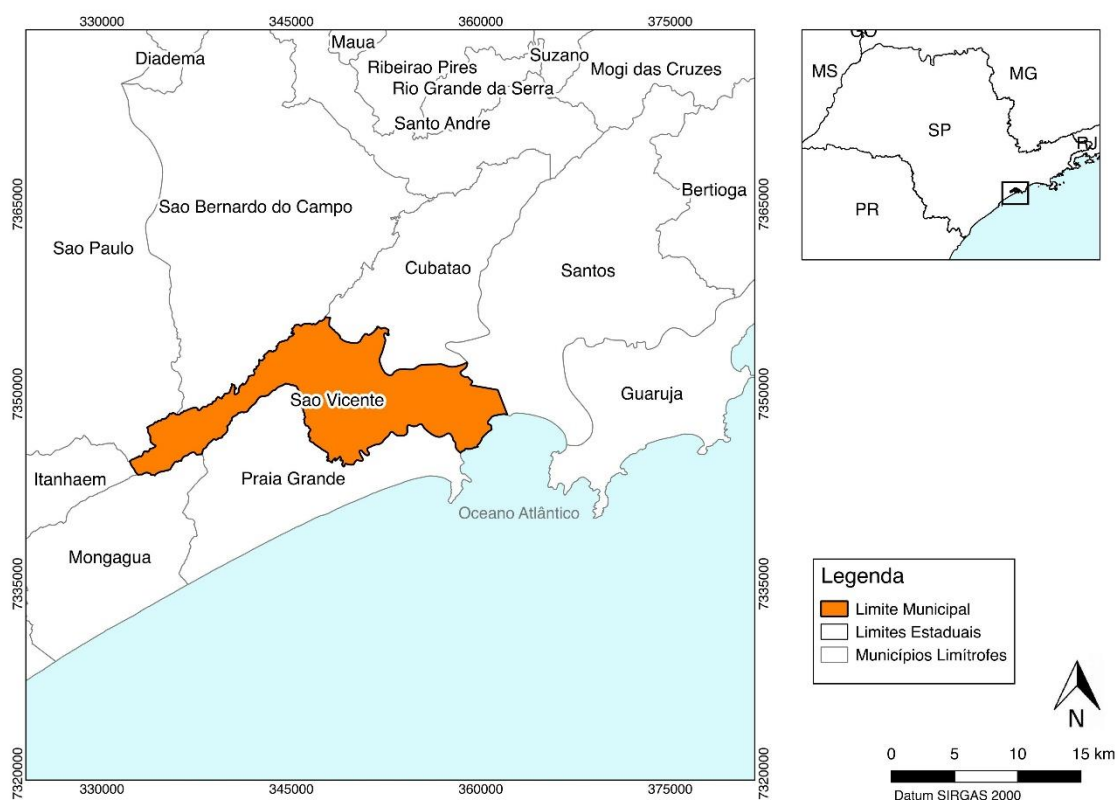 330000 345000 360000 375000
Diadema
Maua
Suzano
Ribeirao Pires
Mogi das Cruzes
Rio Grande da Serra
Santo Andre
Bertioga
Sao Bernardo do Campo
Sao Paulo
Cubatao
Santos
Guaruja
Sao Vicente
Itanhaem
Praia Grande
Oceano Atlântico
Mongagua
7365000
7350000
7335000
7320000
7365000
7350000
7335000
7320000
330000 345000 360000 375000
GO
MS
MG
SP
RJ
PR
Legenda
Limite Municipal
Limites Estaduais
Municípios Limítrofes
N
0 5 10 15 km
Datum SIRGAS 2000